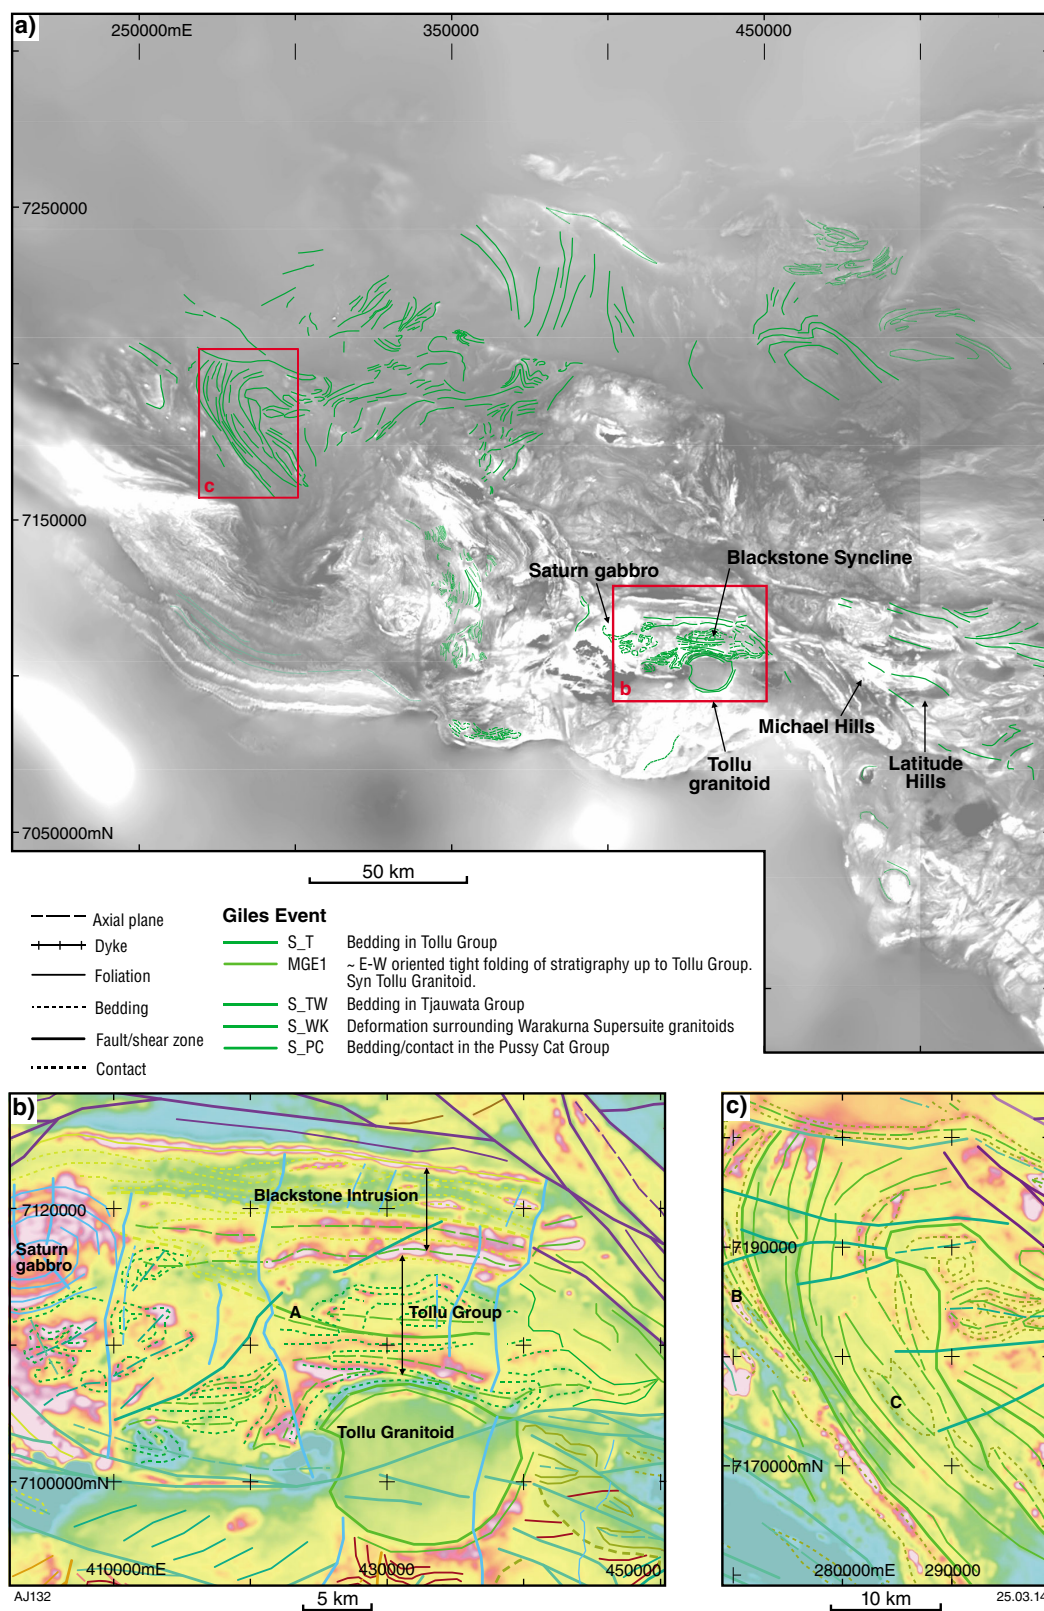 a)
250000mE
350000
450000
7250000
7150000
7050000mN
c
Saturn gabbro
Blackstone Syncline
b
Michael Hills
Tollu
granitoid
Latitude
Hills
50 km
Axial plane
Dyke
Foliation
Bedding
Fault/shear zone
Contact
Giles Event
S_T Bedding in Tollu Group
MGE1 ~ E-W oriented tight folding of stratigraphy up to Tollu Group.
Syn Tollu Granitoid.
S_TW Bedding in Tjauwata Group
S_WK Deformation surrounding Warakurna Supersuite granitoids
S_PC Bedding/contact in the Pussy Cat Group
b)
Blackstone Intrusion
7120000
Saturn
gabbro
A
Tollu Group
Tollu Granitoid
7100000mN
410000mE
430000
450000
5 km
AJ132
c)
7190000
B
C
7170000mN
280000mE
290000
10 km
25.03.14